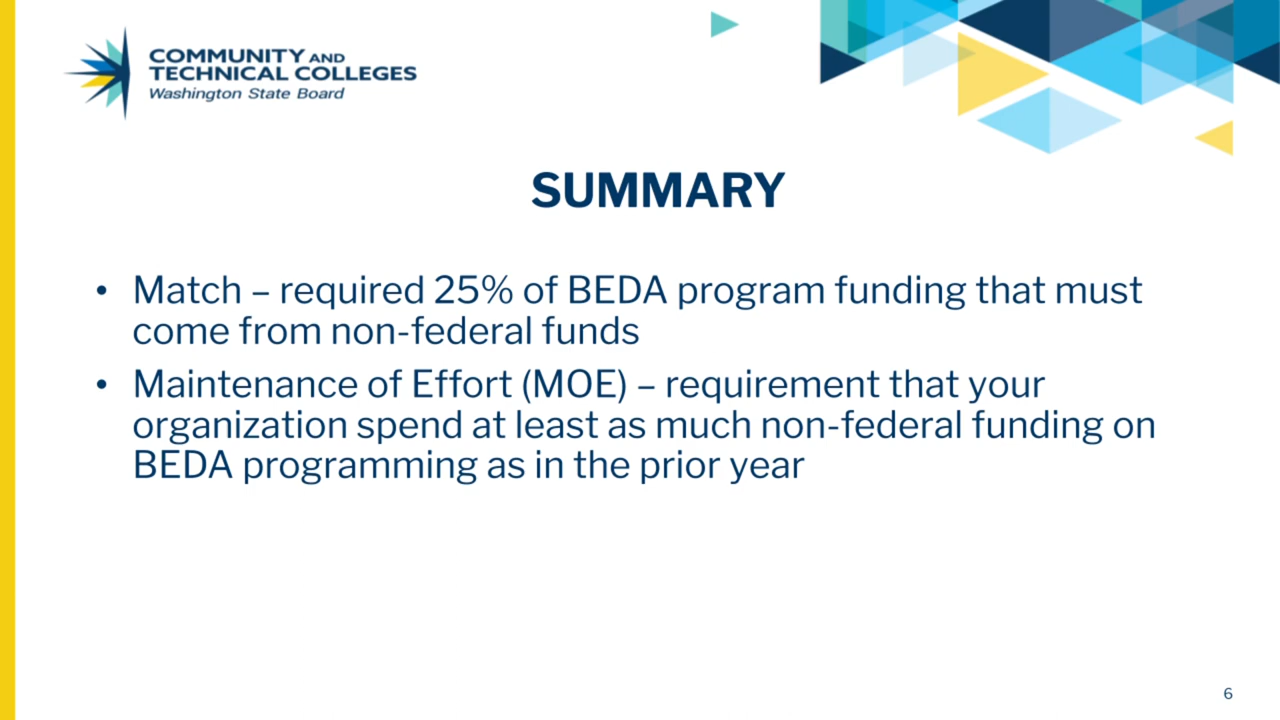 COMMUNITY AND
TECHNICAL COLLEGES
Washington State Board
SUMMARY
• Match – required 25% of BEDA program funding that must
come from non-federal funds
• Maintenance of Effort (MOE) – requirement that your
organization spend at least as much non-federal funding on
BEDA programming as in the prior year
6